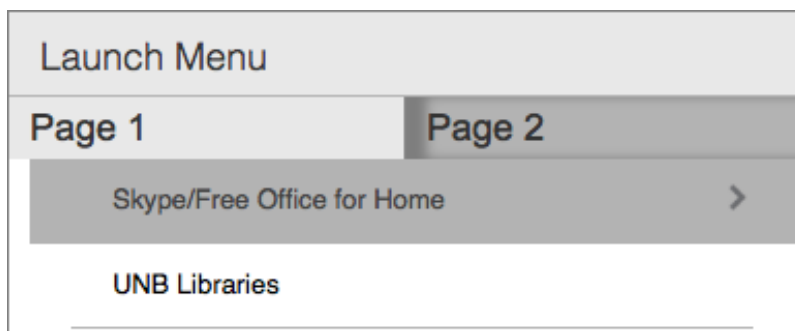 Launch Menu
Page 1 Page 2
Skype/Free Office for Home
UNB Libraries